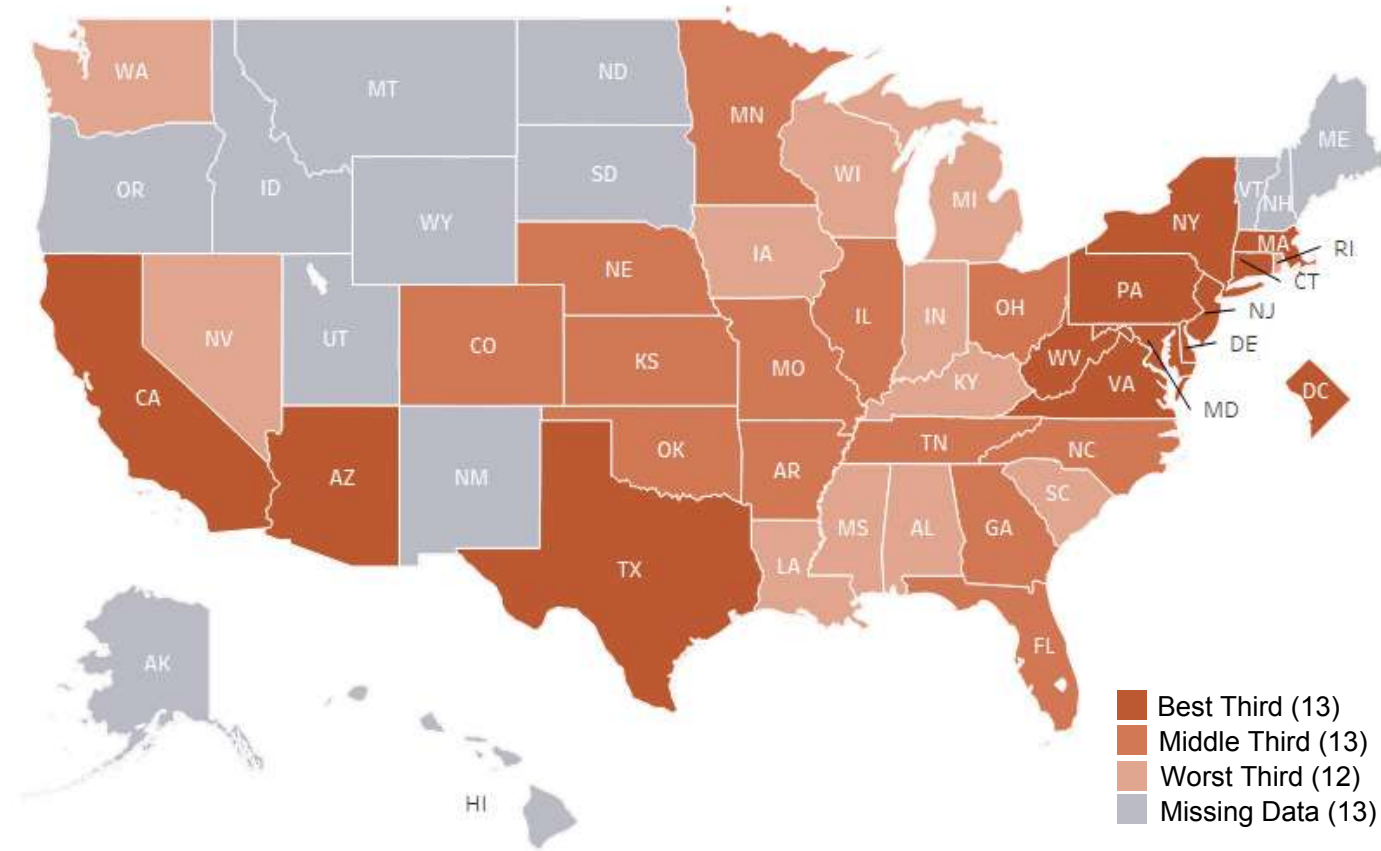 WA
MT
ND
MN
ME
OR
ID
SD
WI
VT
NH
WY
MI
NY
MA
RI
IA
NE
PA
CT
NV
UT
CO
IL
IN
OH
NJ
DE
KS
MO
WV
VA
CA
KY
MD
DC
AZ
NM
OK
AR
TN
NC
SC
TX
LA
MS
AL
GA
FL
AK
HI
Best Third (13)
Middle Third (13)
Worst Third (12)
Missing Data (13)